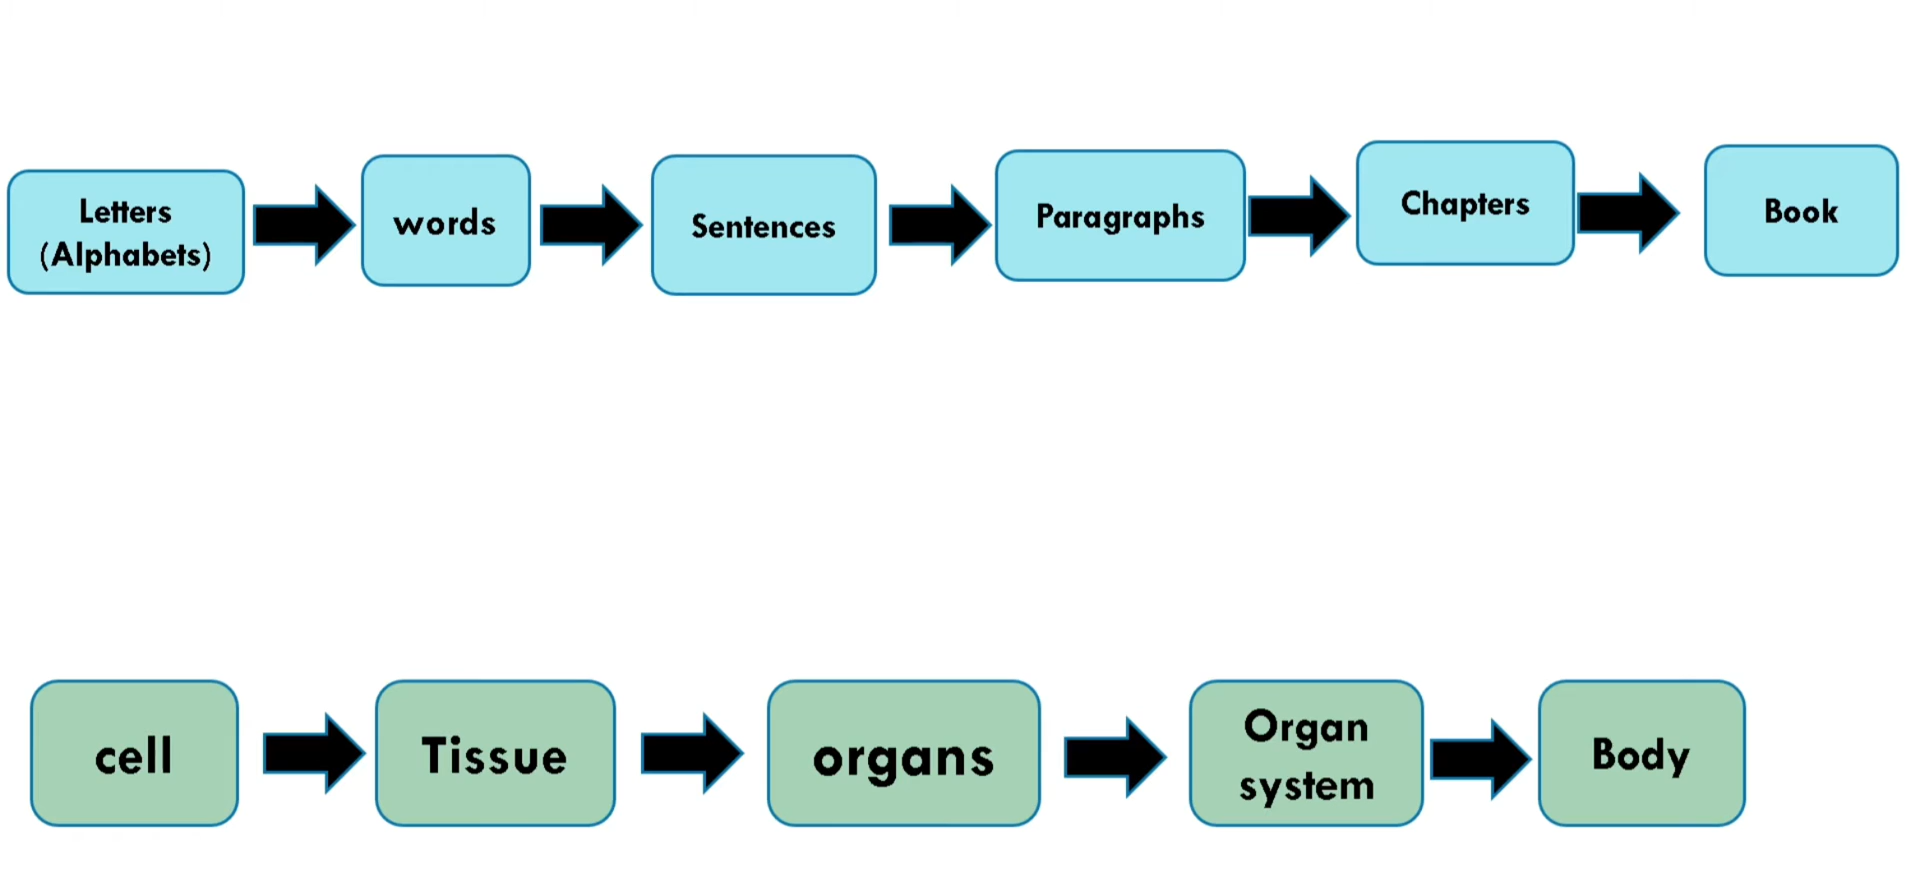 Letters
(Alphabets)
words
Sentences
Paragraphs
Chapters
Book
cell
Tissue
organs
Organ
system
Body